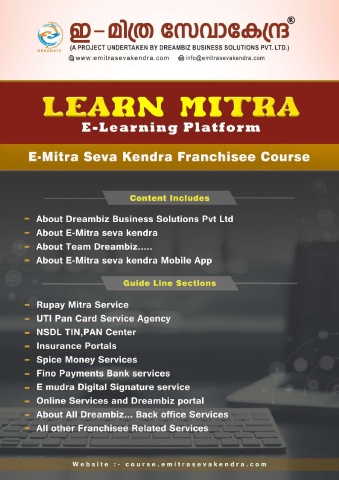 ഇ-മിത്ര സേവാകേന്ദ്ര®
(A PROJECT UNDERTAKEN BY DREAMBIZ BUSINESS SOLUTIONS PVT. LTD.)
www.emitrasevakendra.com info@emitrasevakendra.com
LEARN MITRA
E-Learning Platform
E-Mitra Seva Kendra Franchisee Course
Content Includes
- About Dreambiz Business Solutions Pvt Ltd
- About E-Mitra seva kendra
- About Team Dreambiz.....
- About E-Mitra seva kendra Mobile App
Guide Line Sections
- Rupay Mitra Service
- UTI Pan Card Service Agency
- NSDL TIN,PAN Center
- Insurance Portals
- Spice Money Services
- Fino Payments Bank services
- E mudra Digital Signature service
- Online Services and Dreambiz portal
- About All Dreambiz... Back office Services
- All other Franchisee Related Services
Website :- course.emitrasevakendra.com